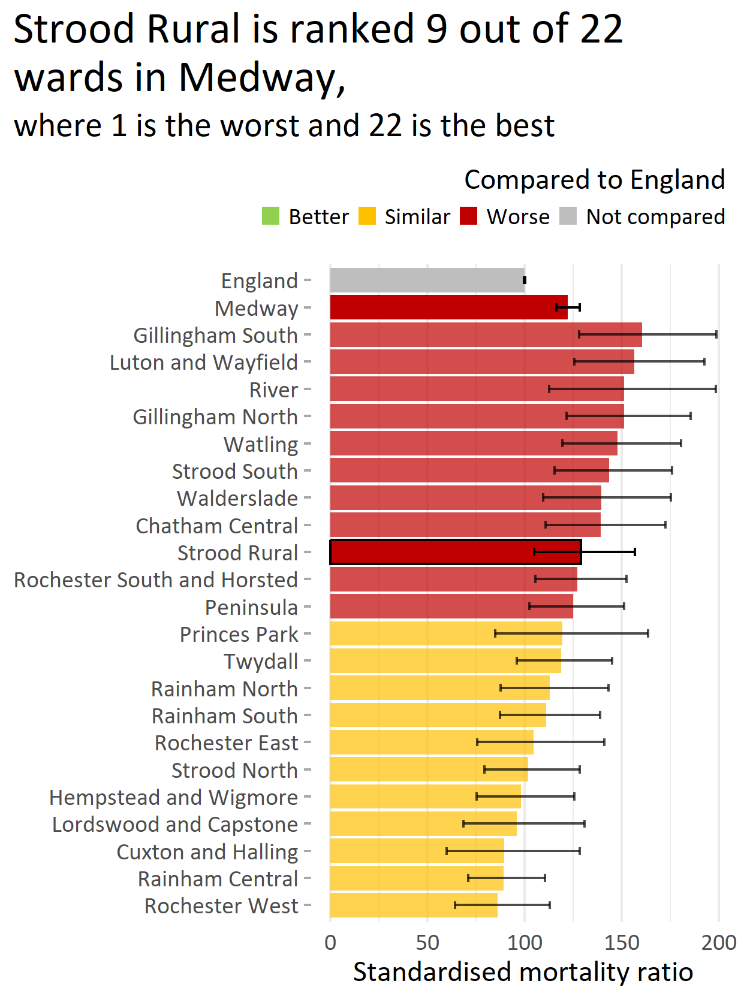 Strood Rural is ranked 9 out of 22
wards in Medway,
where 1 is the worst and 22 is the best
Compared to England
Better Similar Worse Not compared
England
Medway
Gillingham South
Luton and Wayfield
River
Gillingham North
Watling
Strood South
Walderslade
Chatham Central
Strood Rural
Rochester South and Horsted
Peninsula
Princes Park
Twydall
Rainham North
Rainham South
Rochester East
Strood North
Hempstead and Wigmore
Lordswood and Capstone
Cuxton and Halling
Rainham Central
Rochester West
0 50 100 150 200
Standardised mortality ratio